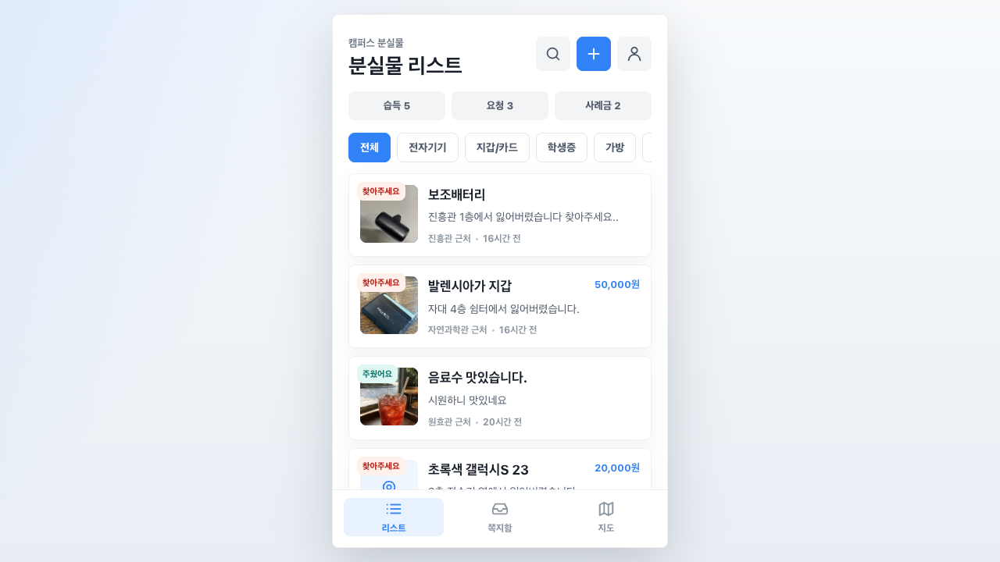 캠퍼스 분실물
분실물 리스트
습득 5
요청 3
사례금 2
전체
전자기기
지갑/카드
학생증
가방
찾아주세요
보조배터리
진흥관 1층에서 잃어버렸습니다 찾아주세요..
진흥관 근처 • 16시간 전
찾아주세요
발렌시아가 지갑
50,000원
자대 4층 쉼터에서 잃어버렸습니다.
자연과학관 근처 • 16시간 전
주웠어요
음료수 맛있습니다.
시원하니 맛있네요
원효관 근처 • 20시간 전
찾아주세요
초록색 갤럭시S 23
20,000원
리스트
쪽지함
지도